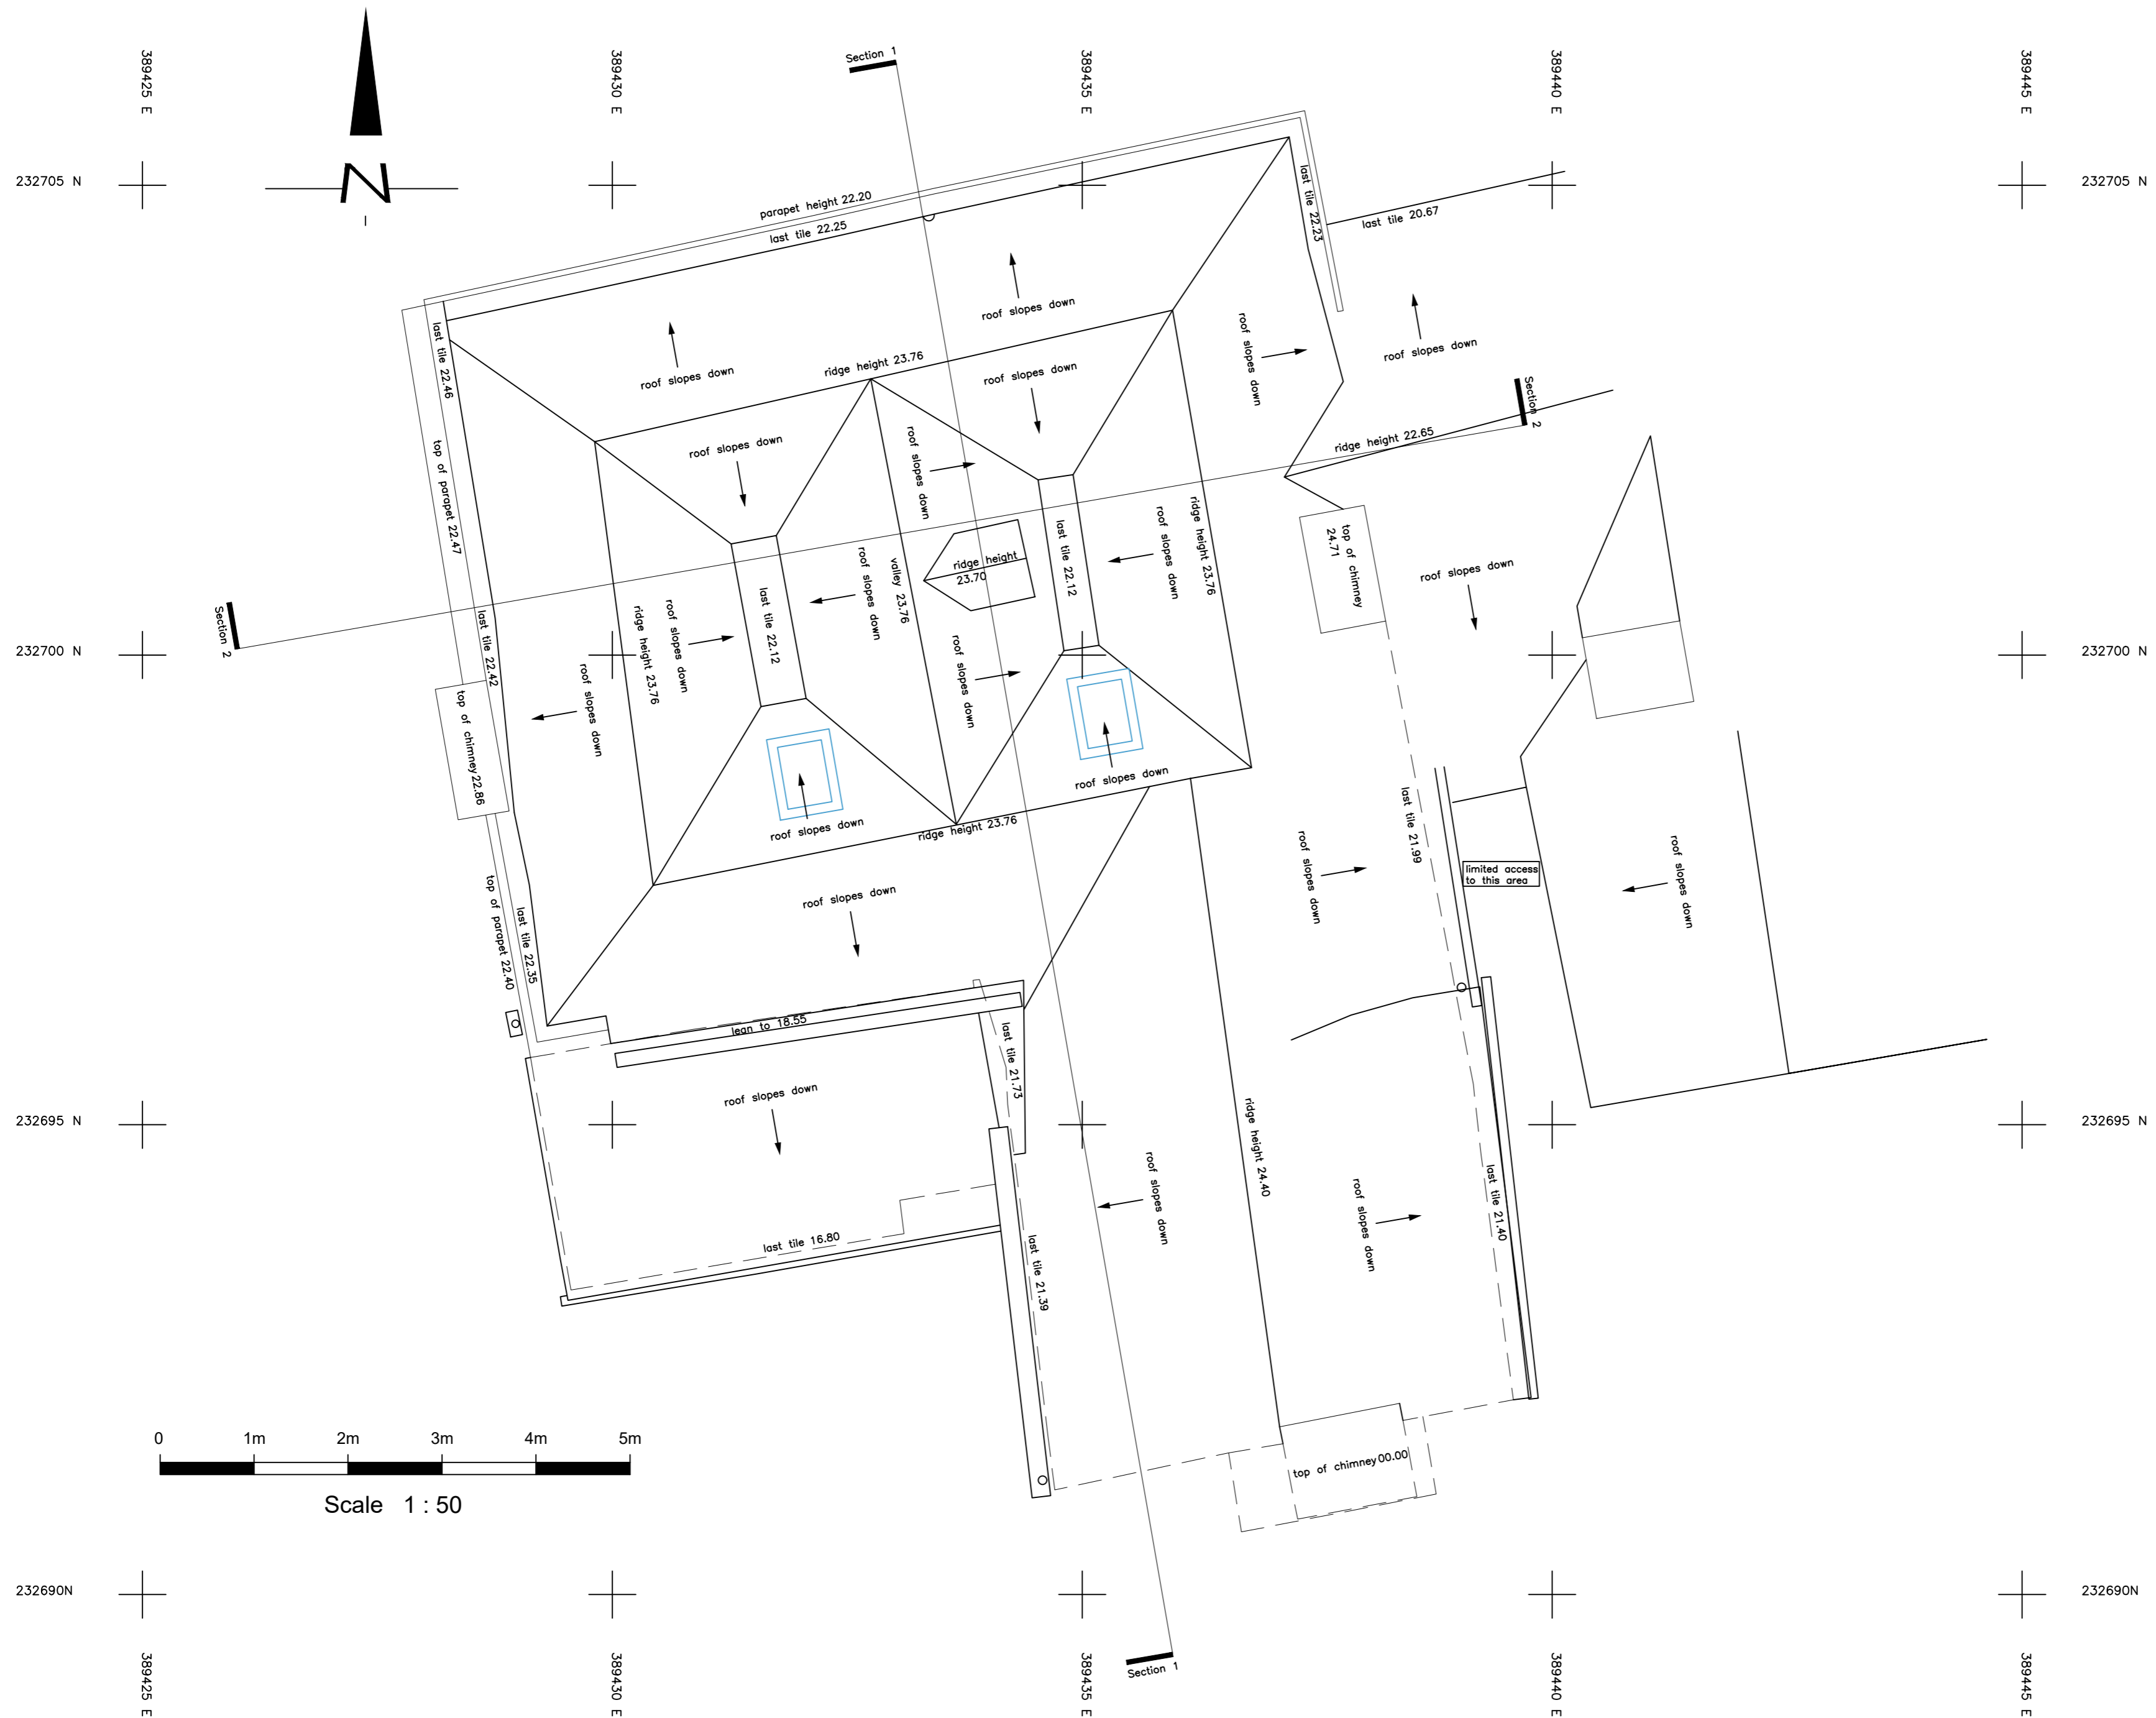 389425 E
389430 E
389435 E
389440 E
389445 E
Section 1
N
232705 N
232705 N
parapet height 22.20
last tile 22.25
last tile 22.23
last tile 20.67
roof slopes down
roof slopes down
roof slopes down
roof slopes down
last tile 22.46
ridge height 23.76
roof slopes down
roof slopes down
Section 2
ridge height 22.65
top of parapet 22.47
roof slopes down
ridge height 23.76
roof slopes down
last tile 22.12
ridge height
23.70
top of chimney
24.71
roof slopes down
roof slopes down
valley 23.76
last tile 22.12
Section 2
last tile 22.42
roof slopes down
ridge height 23.76
roof slopes down
roof slopes down
232700 N
232700 N
top of chimney 22.86
roof slopes down
roof slopes down
ridge height 23.76
last tile 21.99
roof slopes down
limited access
to this area
roof slopes down
roof slopes down
top of parapet 22.40
last tile 22.35
lean to 18.55
last tile 21.73
roof slopes down
232695 N
232695 N
ridge height 24.40
roof slopes down
roof slopes down
last tile 21.40
last tile 16.80
last tile 21.39
0 1m 2m 3m 4m 5m
Scale 1 : 50
top of chimney 00.00
232690N
232690N
Section 1
389425 E
389430 E
389435 E
389440 E
389445 E